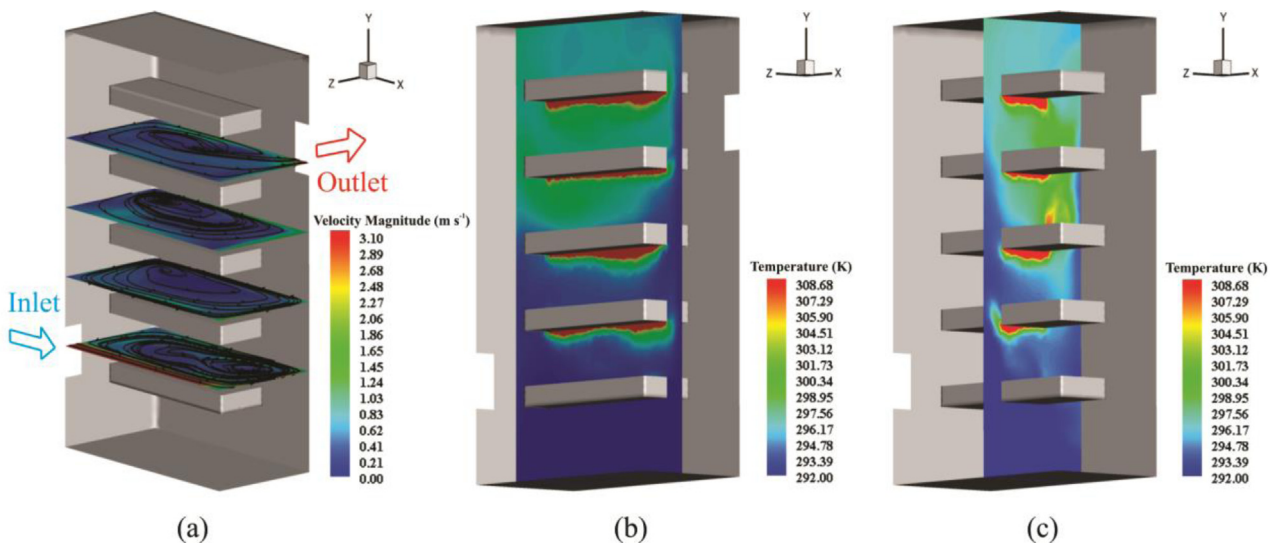 Y
Z
X
Outlet
Inlet
Velocity Magnitude (m s⁻¹)
3.10
2.89
2.68
2.48
2.27
2.06
1.86
1.65
1.45
1.24
1.03
0.83
0.62
0.41
0.21
0.00
(a)
Y
Z
X
Temperature (K)
308.68
307.29
305.90
304.51
303.12
301.73
300.34
298.95
297.56
296.17
294.78
293.39
292.00
(b)
Y
Z
X
Temperature (K)
308.68
307.29
305.90
304.51
303.12
301.73
300.34
298.95
297.56
296.17
294.78
293.39
292.00
(c)